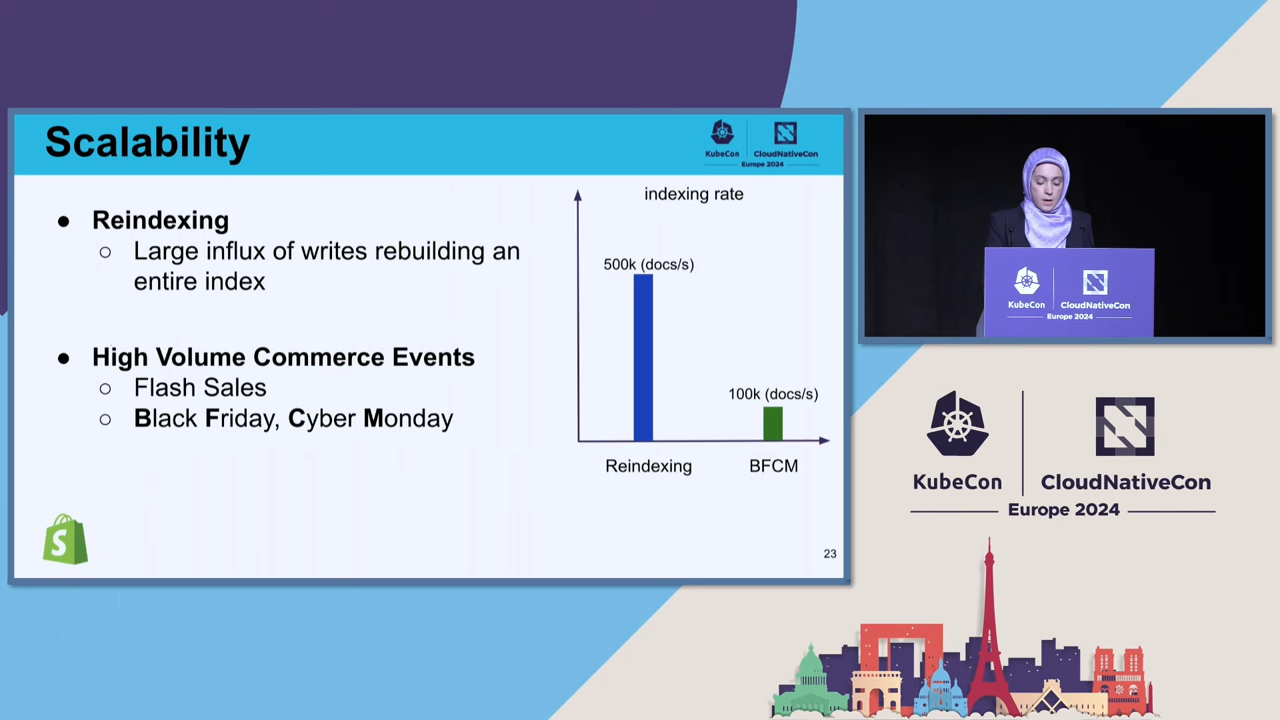 Scalability
KubeCon
CloudNativeCon
Europe 2024
● Reindexing
○ Large influx of writes rebuilding an
entire index
● High Volume Commerce Events
○ Flash Sales
○ Black Friday, Cyber Monday
indexing rate
500k (docs/s)
100k (docs/s)
Reindexing
BFCM
S
23
KubeCon
CloudNativeCon
Europe 2024
KubeCon
CloudNativeCon
Europe 2024